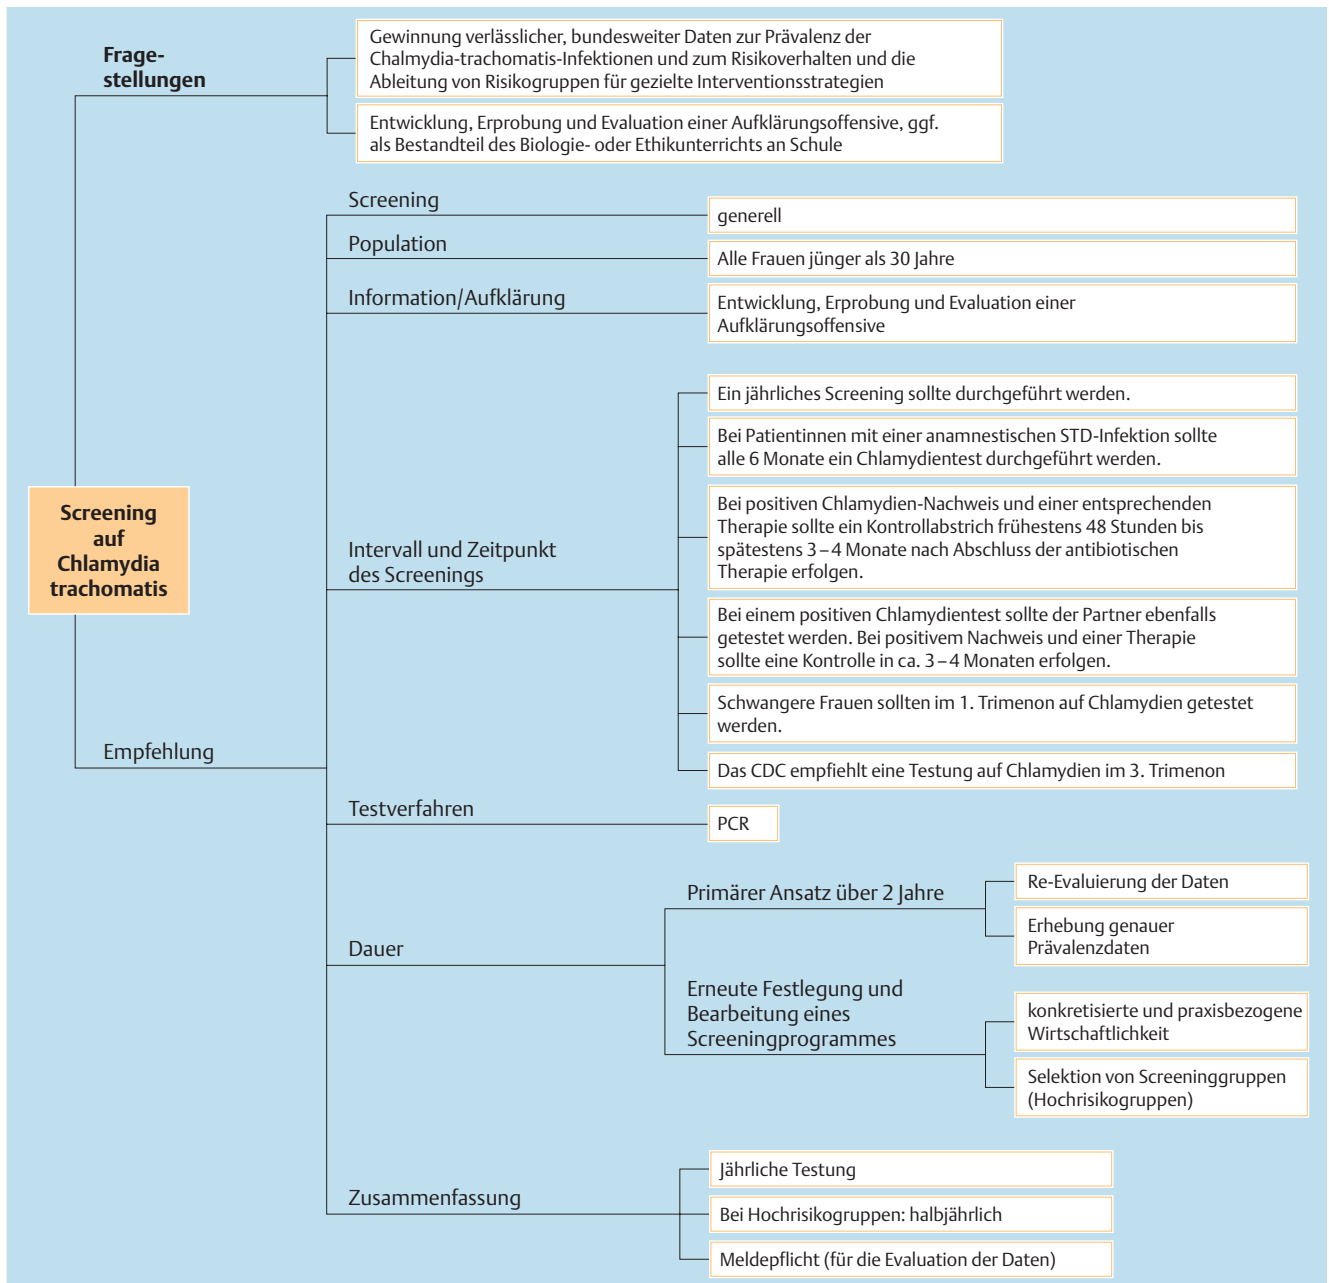 Frage-
stellungen
Gewinnung verlässlicher, bundesweiter Daten zur Prävalenz der
Chalmydia-trachomatis-Infektionen und zum Risikoverhalten und die
Ableitung von Risikogruppen für gezielte Interventionsstrategien
Entwicklung, Erprobung und Evaluation einer Aufklärungsoffensive, ggf.
als Bestandteil des Biologie- oder Ethikunterrichts an Schule
Screening
auf
Chlamydia
trachomatis
Empfehlung
Screening
generell
Population
Alle Frauen jünger als 30 Jahre
Information/Aufklärung
Entwicklung, Erprobung und Evaluation einer
Aufklärungsoffensive
Intervall und Zeitpunkt
des Screenings
Ein jährliches Screening sollte durchgeführt werden.
Bei Patientinnen mit einer anamnestischen STD-Infektion sollte
alle 6 Monate ein Chlamydientest durchgeführt werden.
Bei positiven Chlamydien-Nachweis und einer entsprechenden
Therapie sollte ein Kontrollabstrich frühestens 48 Stunden bis
spätestens 3–4 Monate nach Abschluss der antibiotischen
Therapie erfolgen.
Bei einem positiven Chlamydientest sollte der Partner ebenfalls
getestet werden. Bei positivem Nachweis und einer Therapie
sollte eine Kontrolle in ca. 3–4 Monaten erfolgen.
Schwangere Frauen sollten im 1. Trimenon auf Chlamydien getestet
werden.
Das CDC empfiehlt eine Testung auf Chlamydien im 3. Trimenon
Testverfahren
PCR
Dauer
Primärer Ansatz über 2 Jahre
Re-Evaluierung der Daten
Erhebung genauer
Prävalenzdaten
Erneute Festlegung und
Bearbeitung eines
Screeningprogrammes
konkretisierte und praxisbezogene
Wirtschaftlichkeit
Selektion von Screeninggruppen
(Hochrisikogruppen)
Zusammenfassung
Jährliche Testung
Bei Hochrisikogruppen: halbjährlich
Meldepflicht (für die Evaluation der Daten)